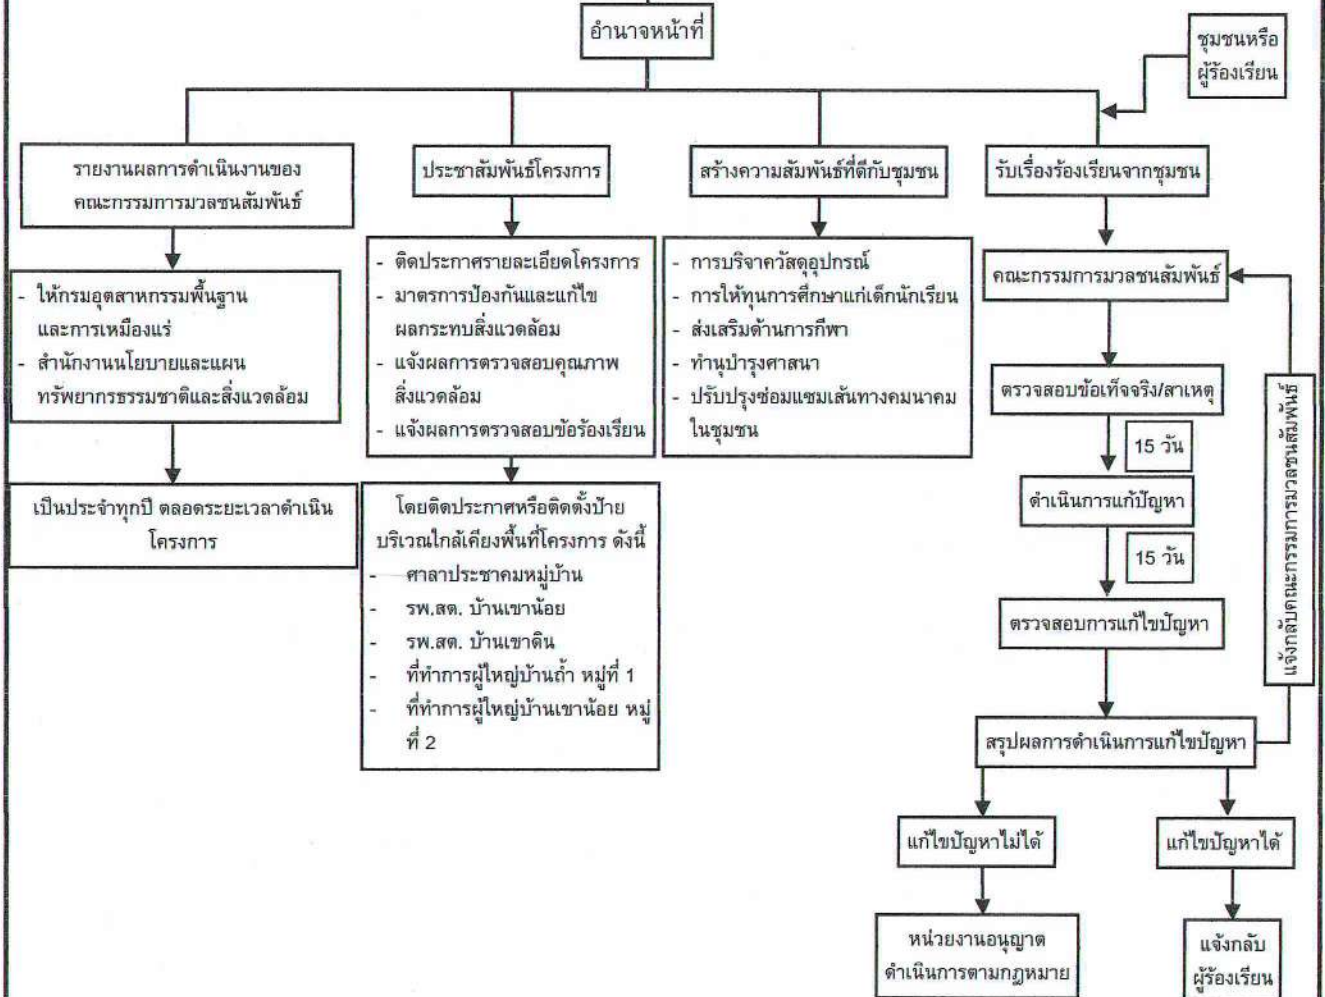 อำนาจหน้าที่
ชุมชนหรือ
ผู้ร้องเรียน
รายงานผลการดำเนินงานของ
คณะกรรมการมวลชนสัมพันธ์
- ให้กรมอุตสาหกรรมพื้นฐาน
และการเหมืองแร่
- สำนักงานนโยบายและแผน
ทรัพยากรธรรมชาติและสิ่งแวดล้อม
เป็นประจำทุกปี ตลอดระยะเวลาดำเนิน
โครงการ
ประชาสัมพันธ์โครงการ
- ติดประกาศรายละเอียดโครงการ
- มาตรการป้องกันและแก้ไข
ผลกระทบสิ่งแวดล้อม
- แจ้งผลการตรวจสอบคุณภาพ
สิ่งแวดล้อม
- แจ้งผลการตรวจสอบข้อร้องเรียน
โดยติดประกาศหรือติดตั้งป้าย
บริเวณใกล้เคียงพื้นที่โครงการ ดังนี้
- ศาลาประชาคมหมู่บ้าน
- รพ.สต. บ้านเขาน้อย
- รพ.สต. บ้านเขาดิน
- ที่ทำการผู้ใหญ่บ้านถ้ำ หมู่ที่ 1
- ที่ทำการผู้ใหญ่บ้านเขาน้อย หมู่
ที่ 2
สร้างความสัมพันธ์ที่ดีกับชุมชน
- การบริจาควัสดุอุปกรณ์
- การให้ทุนการศึกษาแก่เด็กนักเรียน
- ส่งเสริมด้านการกีฬา
- ทำนุบำรุงศาสนา
- ปรับปรุงซ่อมแซมเส้นทางคมนาคม
ในชุมชน
รับเรื่องร้องเรียนจากชุมชน
คณะกรรมการมวลชนสัมพันธ์
ตรวจสอบข้อเท็จจริง/สาเหตุ
15 วัน
ดำเนินการแก้ปัญหา
15 วัน
ตรวจสอบการแก้ไขปัญหา
สรุปผลการดำเนินการแก้ไขปัญหา
แจ้งกลับคณะกรรมการมวลชนสัมพันธ์
แก้ไขปัญหาไม่ได้
แก้ไขปัญหาได้
หน่วยงานอนุญาต
ดำเนินการตามกฎหมาย
แจ้งกลับ
ผู้ร้องเรียน